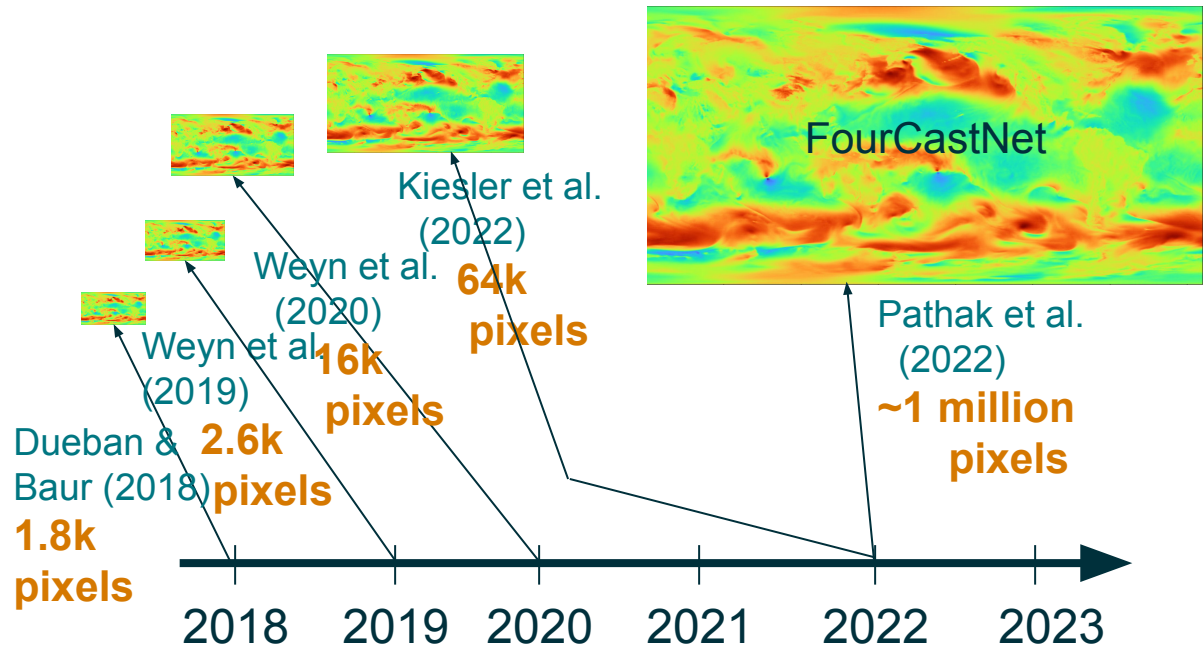 FourCastNet
Kiesler et al.
(2022)
64k
pixels
Weyn et al.
(2020)
16k
pixels
Weyn et al.
(2019)
2.6k
pixels
Dueban &
Baur (2018)
1.8k
pixels
Pathak et al.
(2022)
~1 million
pixels
2018 2019 2020 2021 2022 2023